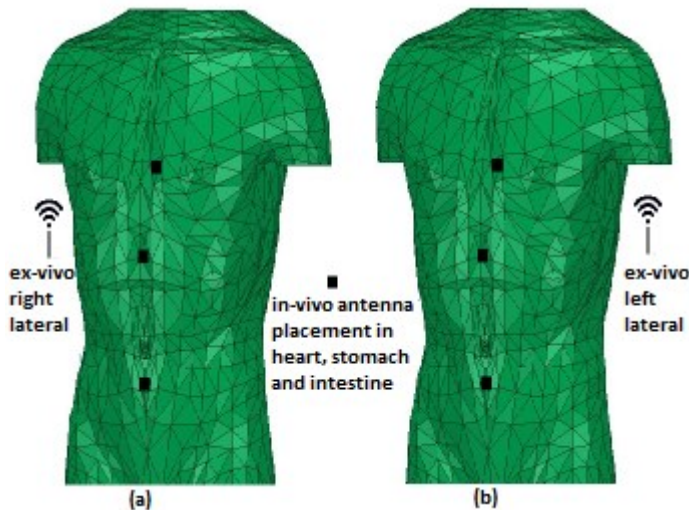 ex-vivo
right
lateral
in-vivo antenna
placement in
heart, stomach
and intestine
ex-vivo
left
lateral
(a)
(b)